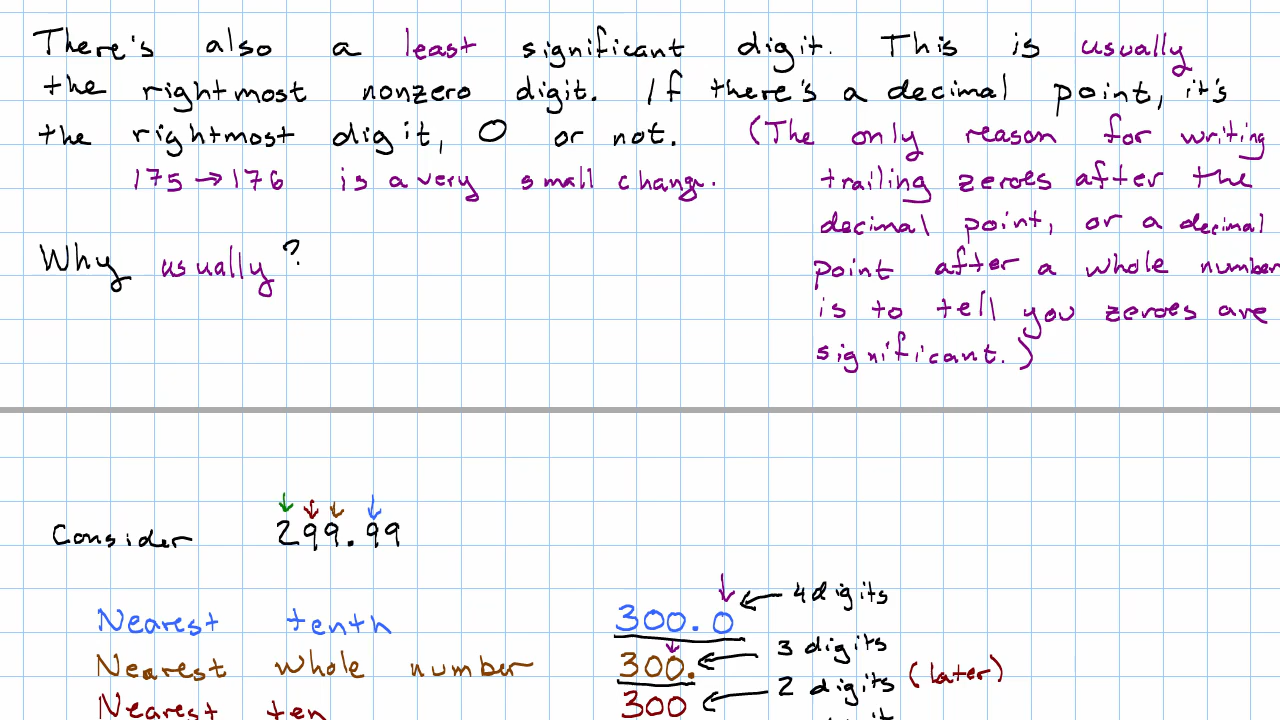 There's also a least significant digit. This is usually
the rightmost nonzero digit. If there's a decimal point, it's
the rightmost digit, 0 or not. (The only reason for writing
175 → 176 is a very small change. trailing zeroes after the
decimal point, or a decimal
Why usually? point after a whole number
is to tell you zeroes are
significant.)
Consider 299.99
Nearest tenth 300.0 ← 4 digits
Nearest whole number 300. ← 3 digits
Nearest ten 300 ← 2 digits (later)